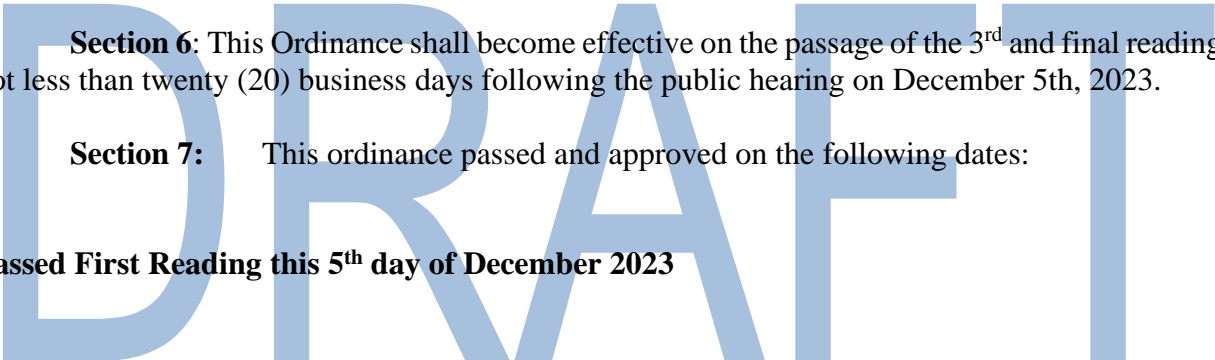 Section 6: This Ordinance shall become effective on the passage of the 3rd and final reading
ot less than twenty (20) business days following the public hearing on December 5th, 2023.
Section 7: This ordinance passed and approved on the following dates:
assed First Reading this 5th day of December 2023
DRAFT